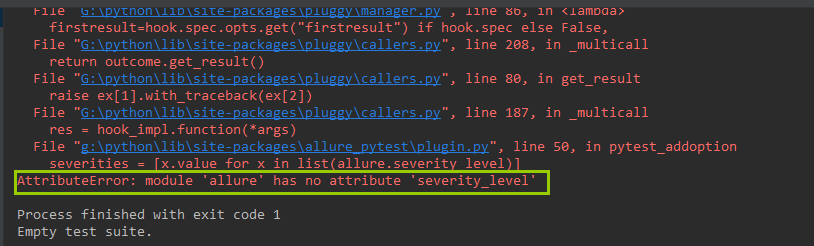 File "G:\python\lib\site-packages\pluggy\manager.py", line 86, in <lambda>
firstresult=hook.spec.opts.get("firstresult") if hook.spec else False,
File "G:\python\lib\site-packages\pluggy\callers.py", line 208, in _multicall
return outcome.get_result()
File "G:\python\lib\site-packages\pluggy\callers.py", line 80, in get_result
raise ex[1].with_traceback(ex[2])
File "G:\python\lib\site-packages\pluggy\callers.py", line 187, in _multicall
res = hook_impl.function(*args)
File "g:\python\lib\site-packages\allure_pytest\plugin.py", line 50, in pytest_addoption
severities = [x.value for x in list(allure.severity_level)]
AttributeError: module 'allure' has no attribute 'severity_level'
Process finished with exit code 1
Empty test suite.